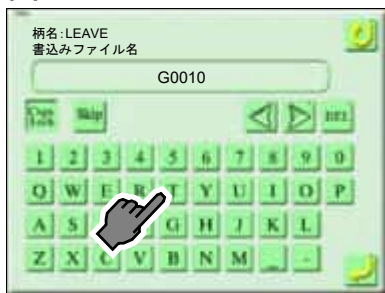 柄名:LEAVE
書込みファイル名
G0010
Caps Lock Skip DEL
1 2 3 4 5 6 7 8 9 0
Q W E R T Y U I O P
A S G H J K L
Z X C V B N M _ -